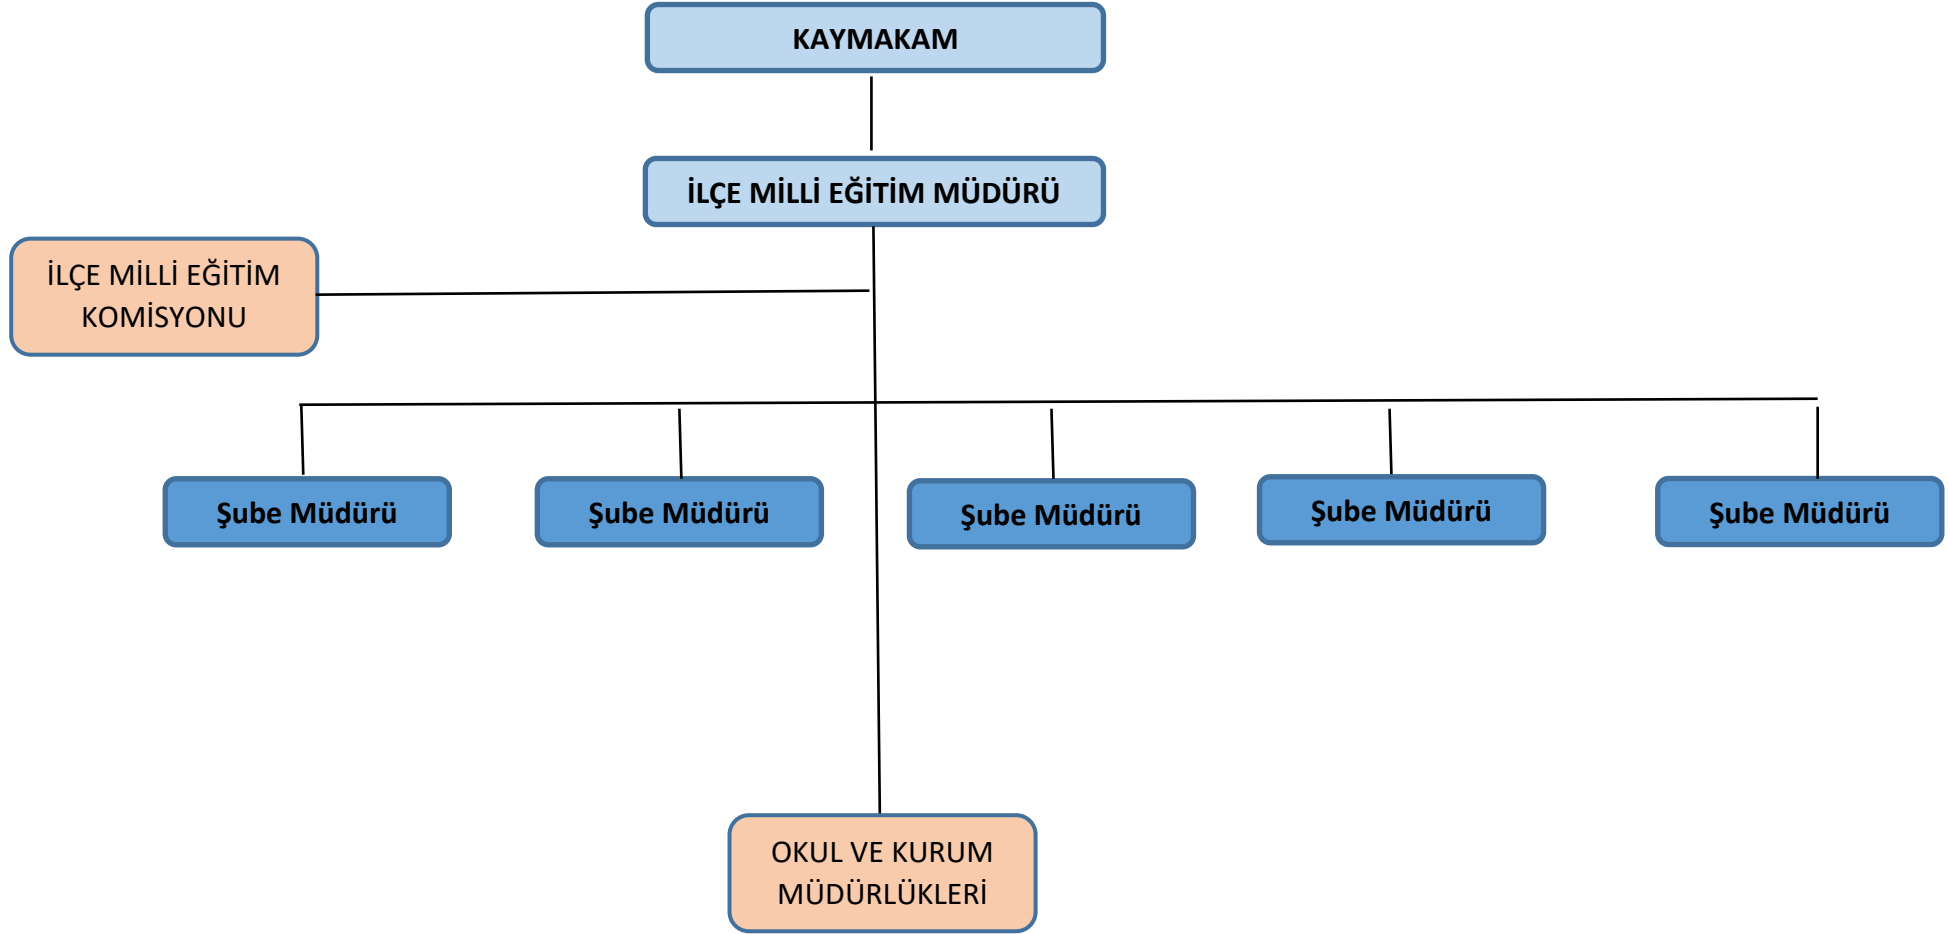 KAYMAKAM
İLÇE MİLLİ EĞİTİM MÜDÜRÜ
İLÇE MİLLİ EĞİTİM
KOMİSYONU
Şube Müdürü
Şube Müdürü
Şube Müdürü
Şube Müdürü
Şube Müdürü
OKUL VE KURUM
MÜDÜRLÜKLERİ